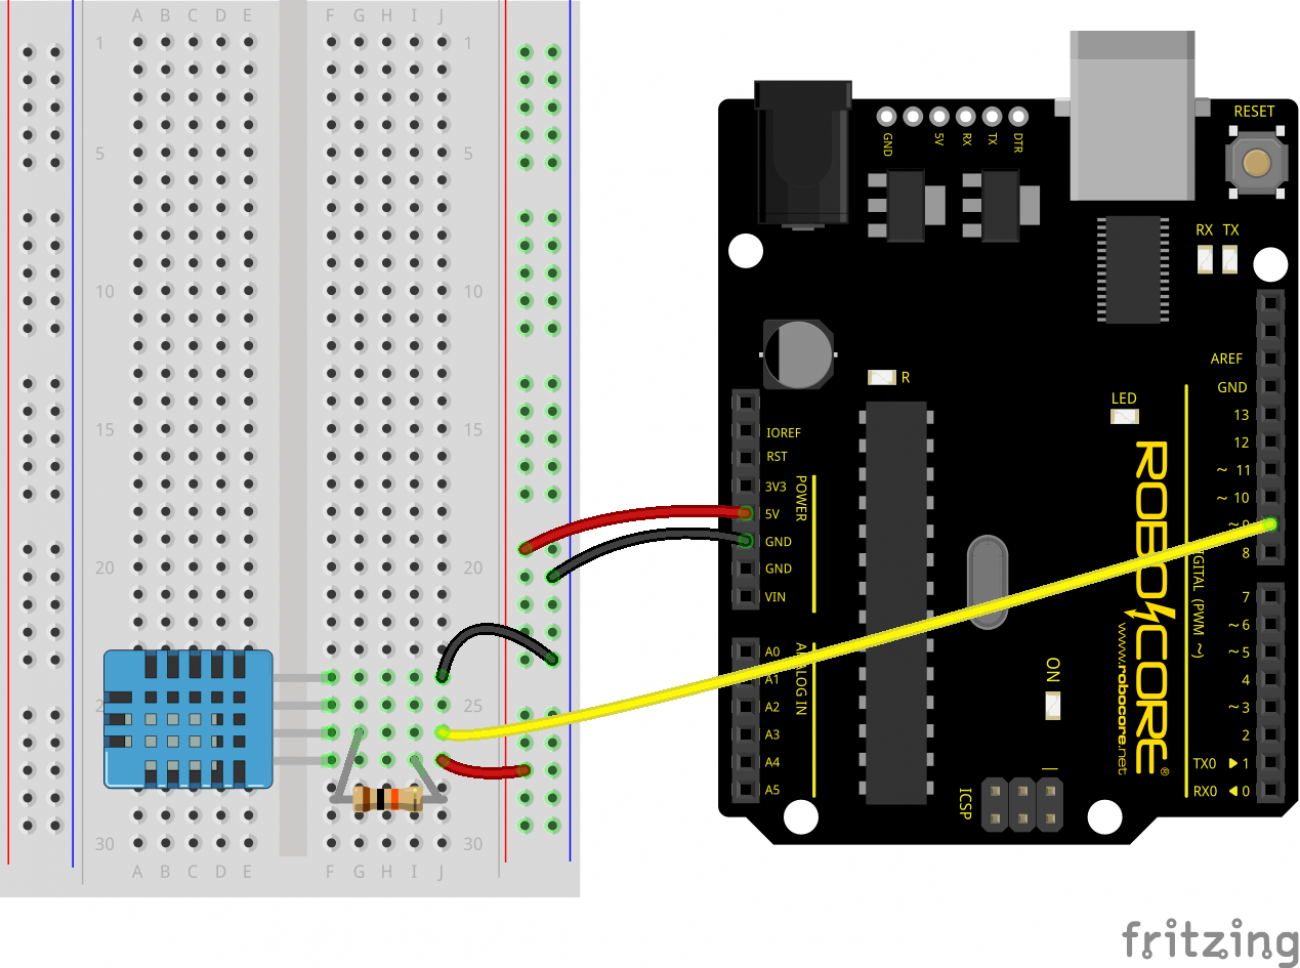 A B C D E F G H I J
1 1
5 5
10 10
15 15
20 20
25
30 30
A B C D E F G H I J
GND 5V RX TX DTR
RESET
RX TX
R
LED
IOREF
RST
3V3
5V
GND
GND
VIN
POWER
A0
A1
A2
A3
A4
A5
ANALOG IN
AREF
GND
13
12
~ 11
~ 10
~ 9
8
7
~ 6
~ 5
4
~ 3
2
TX0 ▶ 1
RX0 ◀ 0
DIGITAL (PWM ~)
ROBOCORE
®
www.robocore.net
ON
ICSP
fritzing